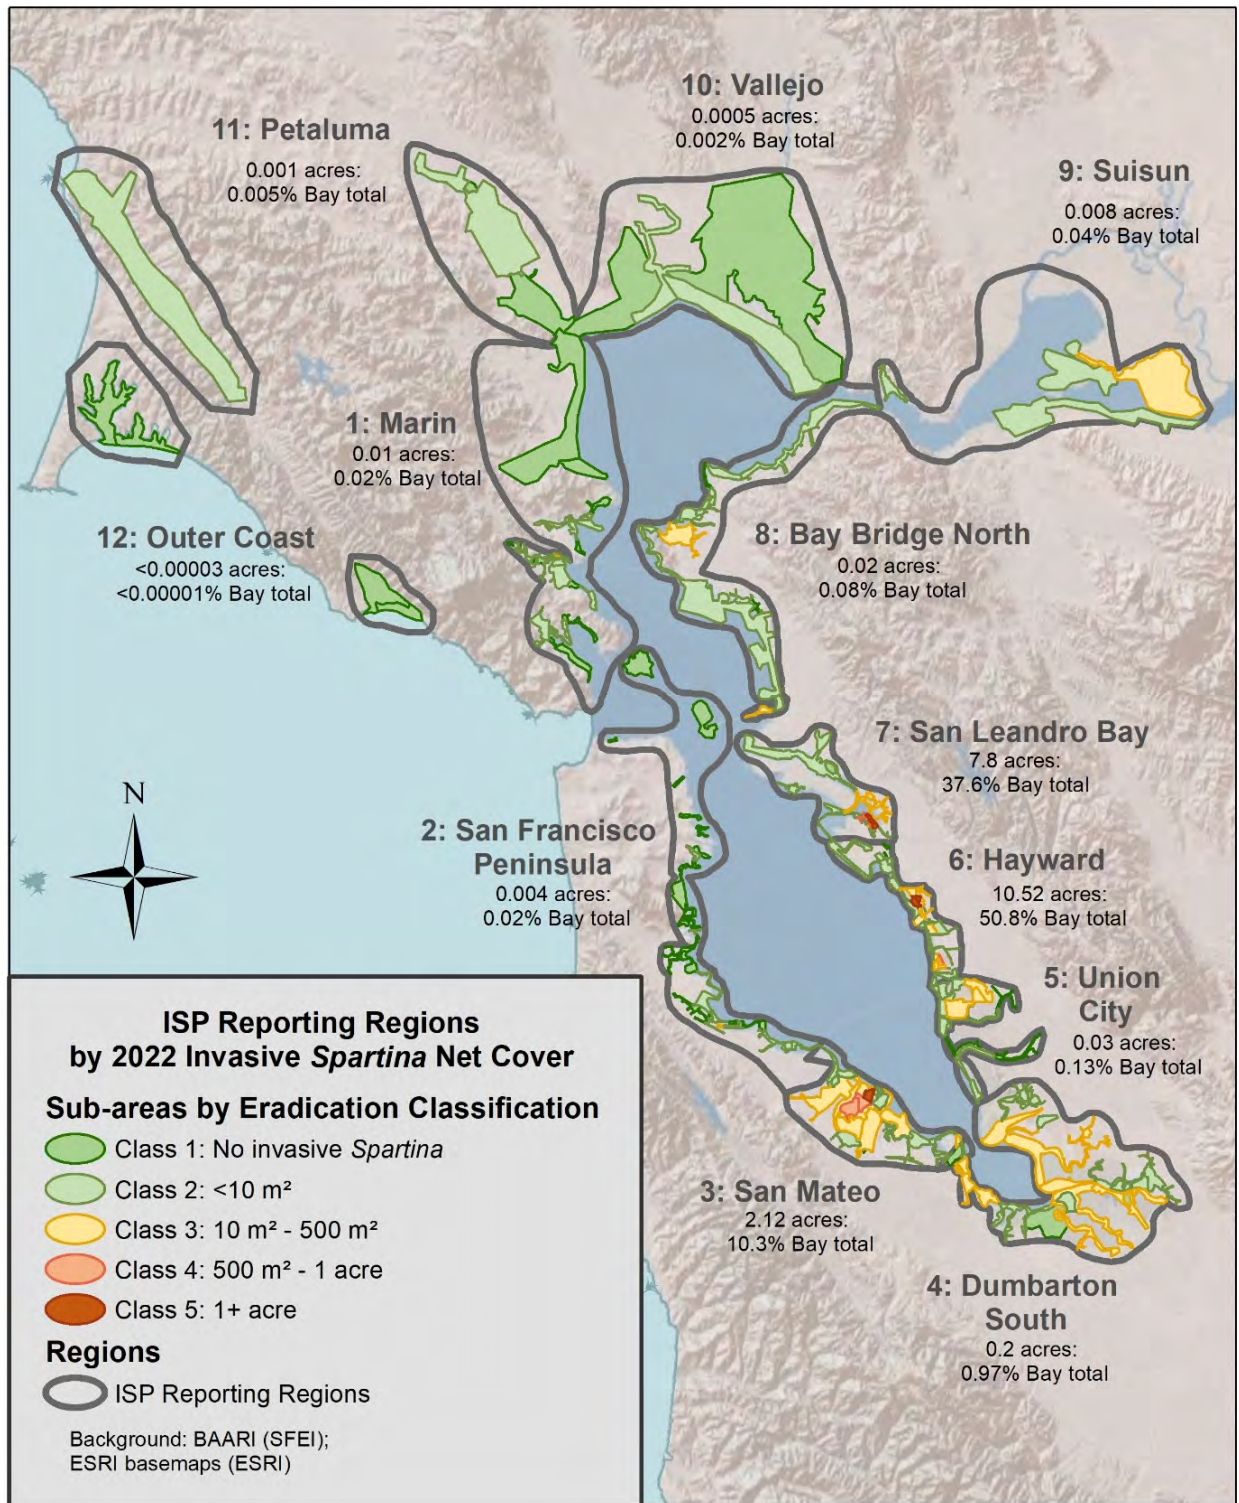 10: Vallejo
0.0005 acres:
0.002% Bay total
11: Petaluma
0.001 acres:
0.005% Bay total
9: Suisun
0.008 acres:
0.04% Bay total
1: Marin
0.01 acres:
0.02% Bay total
12: Outer Coast
<0.00003 acres:
<0.00001% Bay total
8: Bay Bridge North
0.02 acres:
0.08% Bay total
7: San Leandro Bay
7.8 acres:
37.6% Bay total
2: San Francisco
Peninsula
0.004 acres:
0.02% Bay total
6: Hayward
10.52 acres:
50.8% Bay total
5: Union
City
0.03 acres:
0.13% Bay total
3: San Mateo
2.12 acres:
10.3% Bay total
4: Dumbarton
South
0.2 acres:
0.97% Bay total
N
ISP Reporting Regions
by 2022 Invasive Spartina Net Cover
Sub-areas by Eradication Classification
Class 1: No invasive Spartina
Class 2: <10 m²
Class 3: 10 m² - 500 m²
Class 4: 500 m² - 1 acre
Class 5: 1+ acre
Regions
ISP Reporting Regions
Background: BAARI (SFEI);
ESRI basemaps (ESRI)